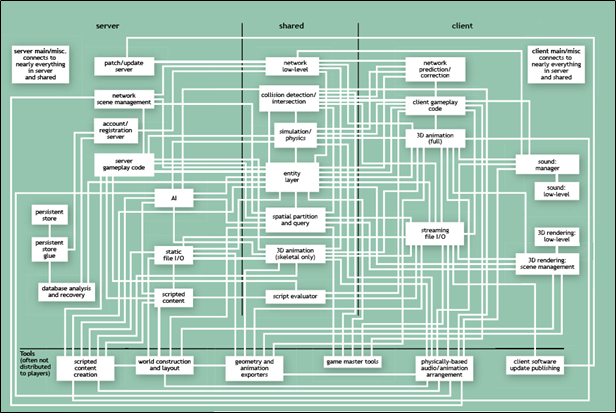 server
shared
client
server main/misc.
connects to
nearly everything
in server
and shared
patch/update
server
network
low-level
network
prediction/
correction
client main/misc
connects to
nearly everything
in server
and shared
network
scene management
collision detection/
intersection
client gameplay
code
account/
registration
server
simulation/
physics
3D animation
(full)
server
gameplay code
entity
layer
sound:
manager
sound:
low-level
AI
persistent
store
spatial partition
and query
streaming
file I/O
3D rendering:
low-level
persistent
store
glue
static
file I/O
3D animation
(skeletal only)
3D rendering:
scene management
database analysis
and recovery
scripted
content
script evaluator
Tools
(often not
distributed
to players)
scripted
content
creation
world construction
and layout
geometry and
animation
exporters
game master tools
physically-based
audio/animation
arrangement
client software
update publishing